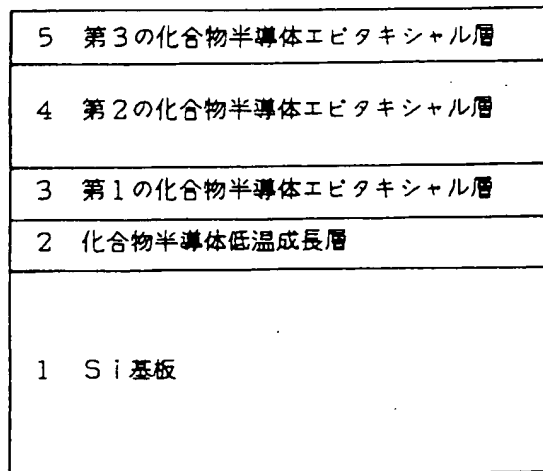 5 第3の化合物半導体エピタキシャル層
4 第2の化合物半導体エピタキシャル層
3 第1の化合物半導体エピタキシャル層
2 化合物半導体低温成長層
1 Si基板